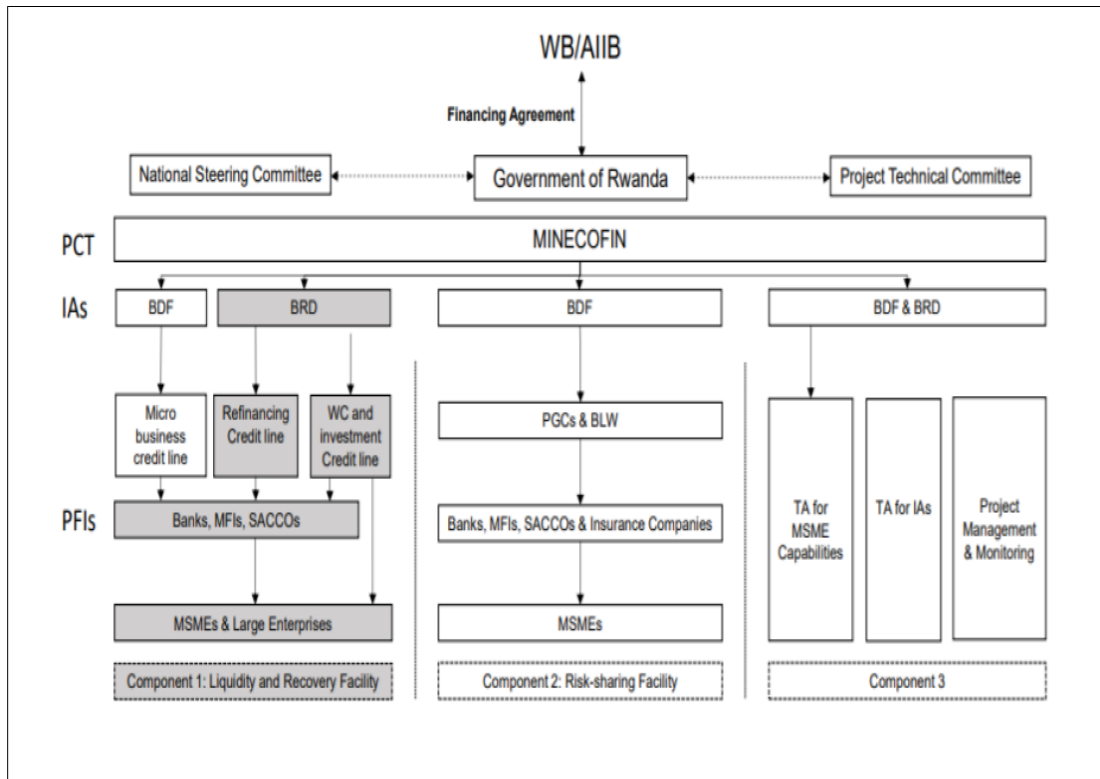 WB/AIIB
Financing Agreement
National Steering Committee
Government of Rwanda
Project Technical Committee
PCT
MINECOFIN
IAs
BDF
BRD
BDF
BDF & BRD
Micro
business
credit line
Refinancing
Credit line
WC and
investment
Credit line
PGCs & BLW
TA for
MSME
Capabilities
TA for IAs
Project
Management
& Monitoring
PFIs
Banks, MFIs, SACCOs
Banks, MFIs, SACCOs & Insurance Companies
MSMEs & Large Enterprises
MSMEs
Component 1: Liquidity and Recovery Facility
Component 2: Risk-sharing Facility
Component 3